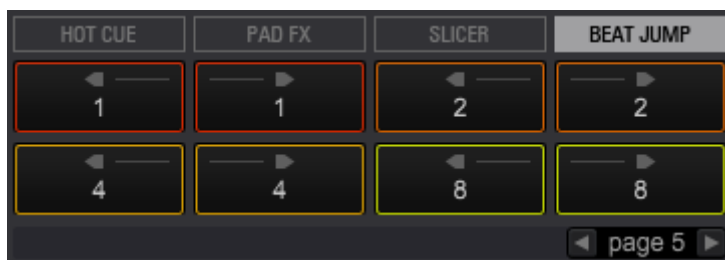 HOT CUE PAD FX SLICER BEAT JUMP
1 1 2 2
4 4 8 8
page 5